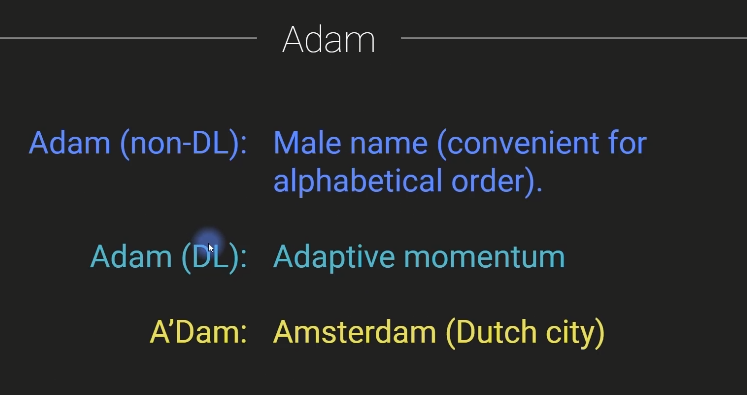 Adam
Adam (non-DL): Male name (convenient for
alphabetical order).
Adam (DL): Adaptive momentum
A’Dam: Amsterdam (Dutch city)